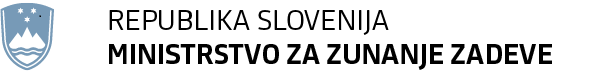 REPUBLIKA SLOVENIJA
MINISTRSTVO ZA ZUNANJE ZADEVE